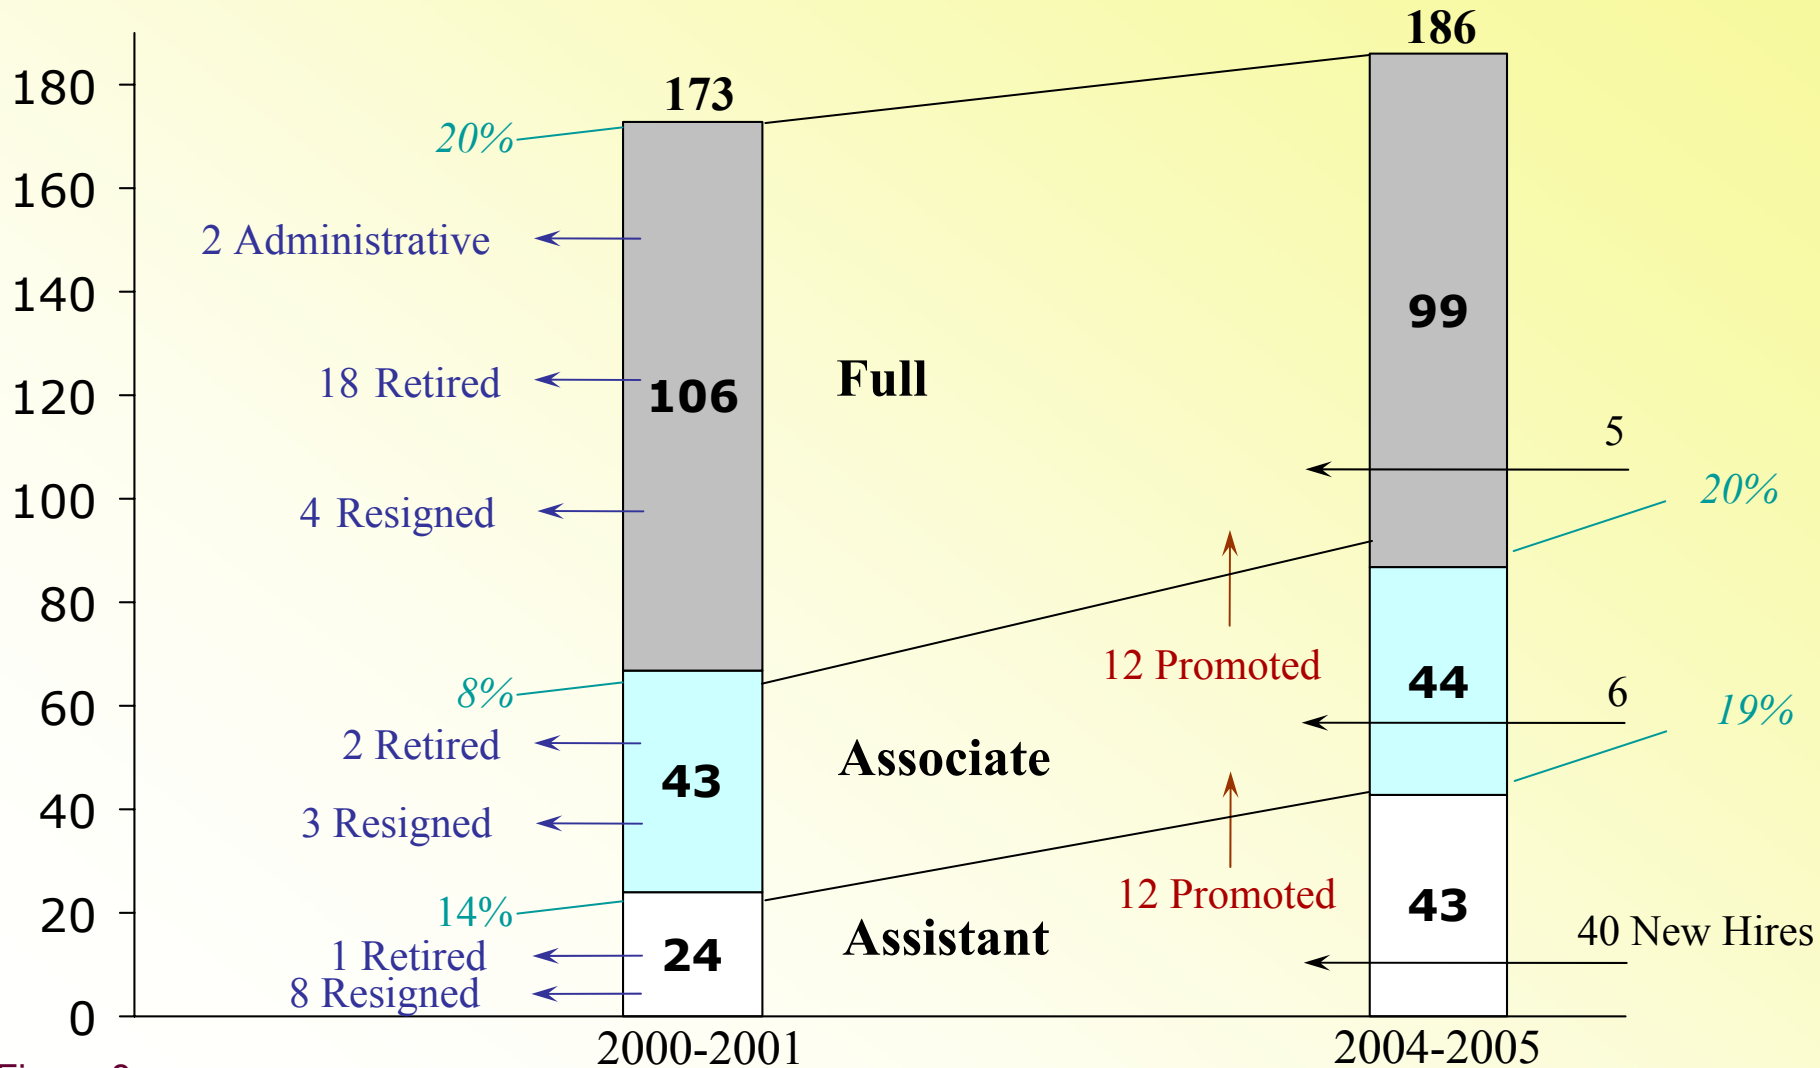 186
173
180
20%
160
2 Administrative
140
99
18 Retired
120
106
Full
5
100
4 Resigned
20%
80
12 Promoted
8%
44
60
6
19%
2 Retired
43
Associate
40
3 Resigned
12 Promoted
14%
20
43
40 New Hires
1 Retired
24
Assistant
8 Resigned
0
2000-2001
2004-2005